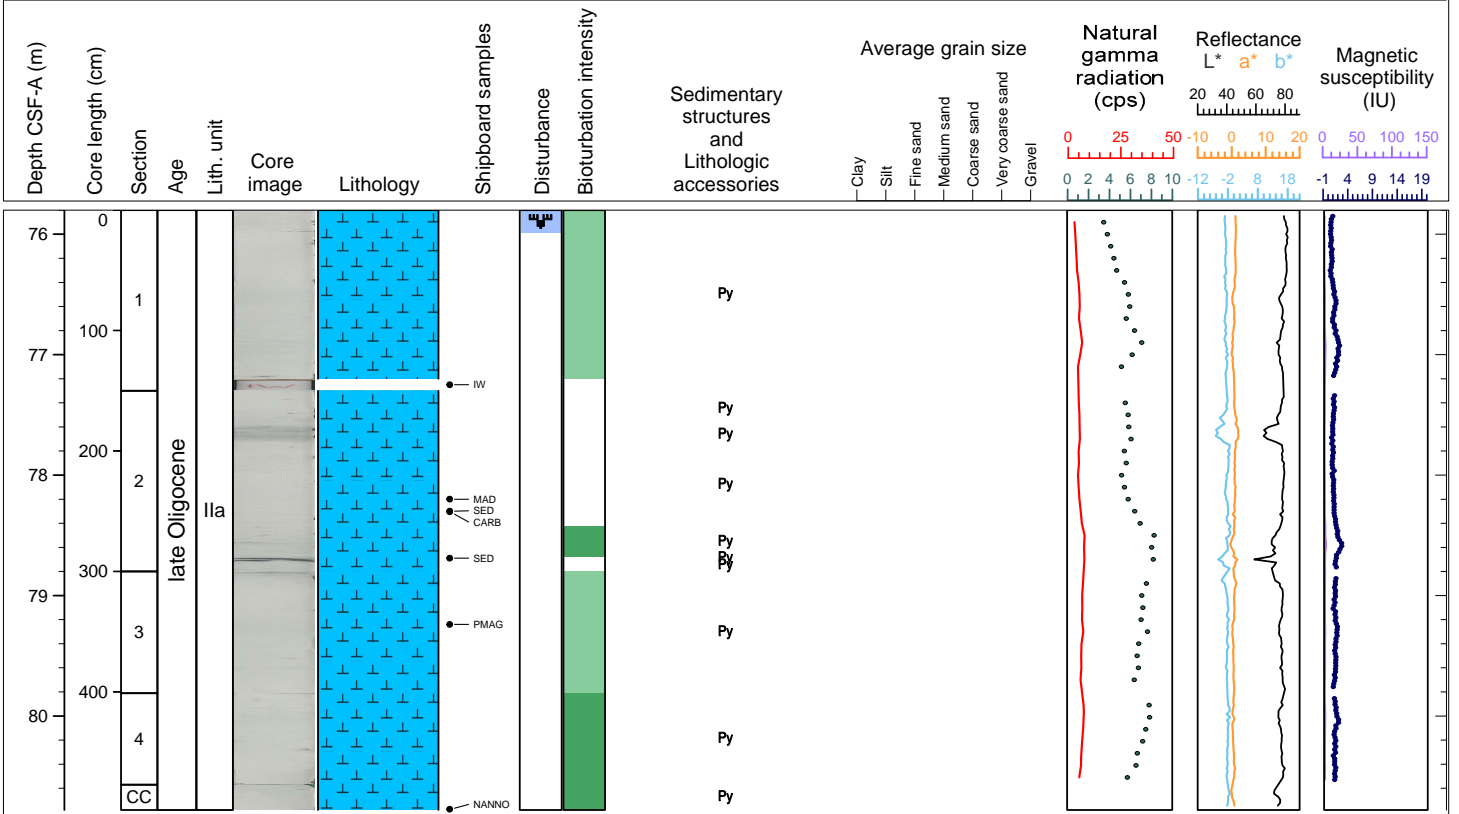 Depth CSF-A (m)
Core length (cm)
Section
Age
Lith. unit
Core
image
Lithology
Shipboard samples
Disturbance
Bioturbation intensity
Sedimentary
structures
and
Lithologic
accessories
Average grain size
Clay
Silt
Fine sand
Medium sand
Coarse sand
Very coarse sand
Gravel
Natural
gamma
radiation
(cps)
0 25 50
0 2 4 6 8 10
Reflectance
L* a* b*
20 40 60 80
-10 0 10 20
-12 -2 8 18
Magnetic
susceptibility
(IU)
0 50 100 150
-1 4 9 14 19
76
77
78
79
80
0
100
200
300
400
1
2
3
4
CC
late Oligocene
IIa
IW
MAD
SED
CARB
SED
PMAG
NANNO
Py
Py
Py
Py
Py
Py
Py
Py
Py
Py